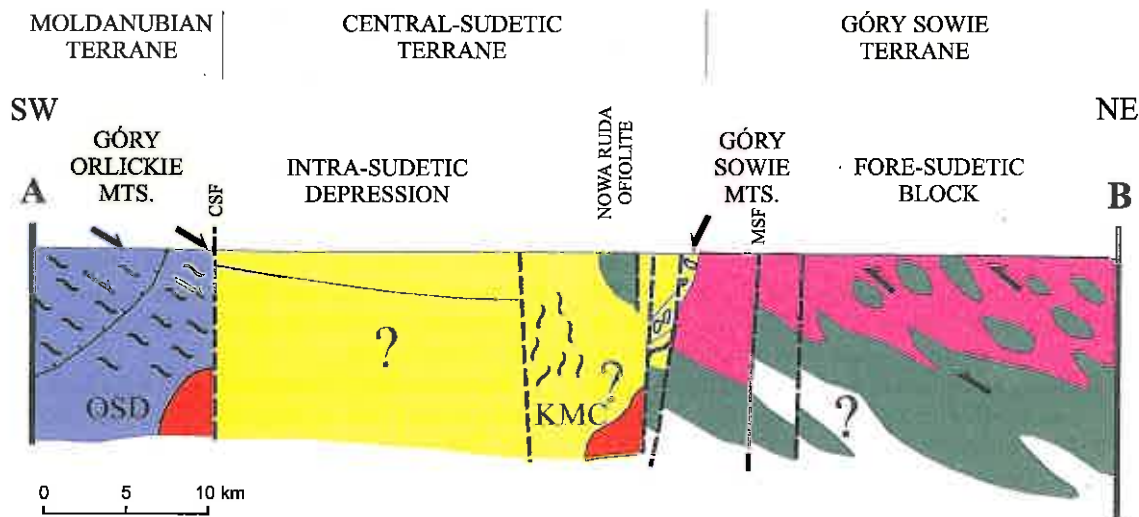 MOLDANUBIAN
TERRANE
CENTRAL-SUDETIC
TERRANE
GÓRY SOWIE
TERRANE
SW
NE
GÓRY
ORLICKIE
MTS.
INTRA-SUDETIC
DEPRESSION
NOWA RUDA
OFIOLITE
GÓRY
SOWIE
MTS.
FORE-SUDETIC
BLOCK
A
CSF
MSF
B
?
?
KMC
OSD
?
0 5 10 km